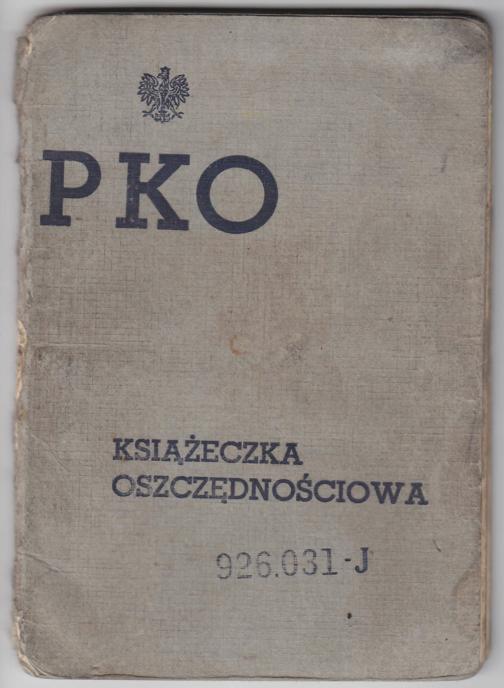 PKO
KSIĄŻECZKA
OSZCZĘDNOŚCIOWA
926.031-J